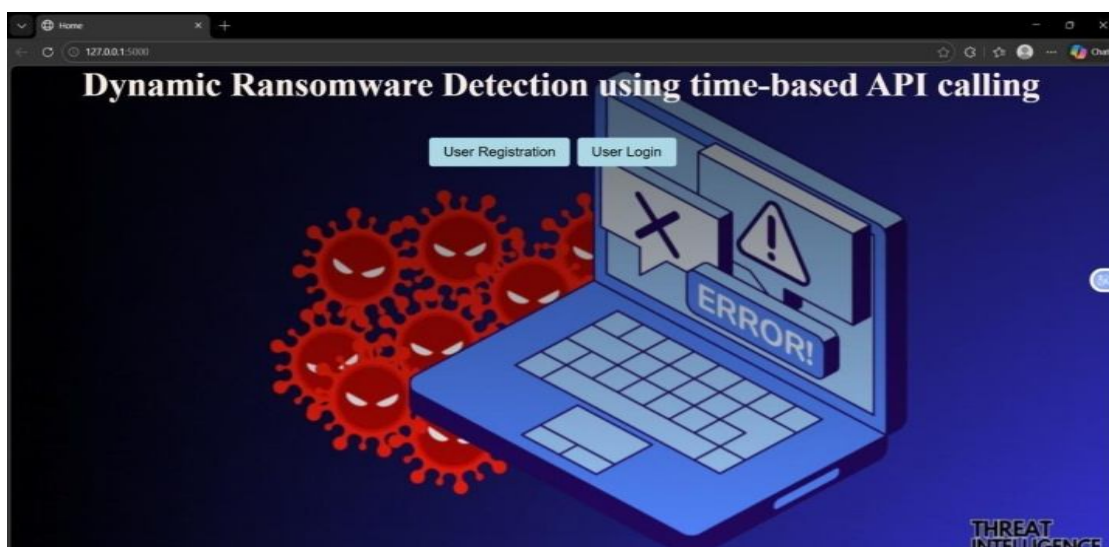 Home
127.0.0.1:5000
Dynamic Ransomware Detection using time-based API calling
User Registration
User Login
ERROR!
THREAT
INTELLIGENCE